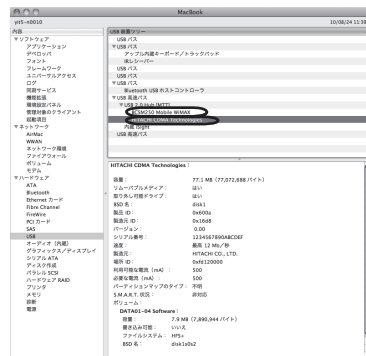 MacBook
yit5-n0010
10/08/24 11:39
内容
▼ソフトウェア
アプリケーション
デベロッパ
フォント
フレームワーク
ユニバーサルアクセス
ログ
同期サービス
機能拡張
環境設定パネル
管理対象のクライアント
起動項目
▼ネットワーク
AirMac
WWAN
ネットワーク環境
ファイアウォール
ボリューム
モデム
▼ハードウェア
ATA
Bluetooth
Ethernet カード
Fibre Channel
FireWire
PCI カード
SAS
USB
オーディオ (内蔵)
グラフィックス/ディスプレイ
シリアル ATA
ディスク作成
パラレル SCSI
ハードウェア RAID
プリンタ
メモリ
診断
電源
USB 装置ツリー
USB バス
▼USB バス
アップル内蔵キーボード／トラックパッド
IRレシーバー
USB バス
▼USB バス
Bluetooth USB ホストコントローラ
▼USB 高速バス
▼USB 2.0 Hub [MTT]
BCSM250 Mobile WiMAX
HITACHI CDMA Technologies
内蔵 iSight
USB 高速バス
HITACHI CDMA Technologies：
容量： 77.1 MB (77,072,688 バイト)
リムーバブルメディア： はい
取り外し可能ドライブ： はい
BSD 名： disk1
製品 ID： 0x600a
製造元 ID： 0x16d8
バージョン： 0.00
シリアル番号： 1234567890ABCDEF
速度： 最高 12 Mb/秒
製造元： HITACHI CO., LTD.
場所 ID： 0xfd120000
利用可能な電流 (mA)： 500
必要な電流 (mA)： 500
パーティションマップのタイプ： 不明
S.M.A.R.T. 状況： 非対応
ボリューム：
DATA01-04 Software：
容量： 7.9 MB (7,890,944 バイト)
書き込み可能： いいえ
ファイルシステム： HFS+
BSD 名： disk1s0s2